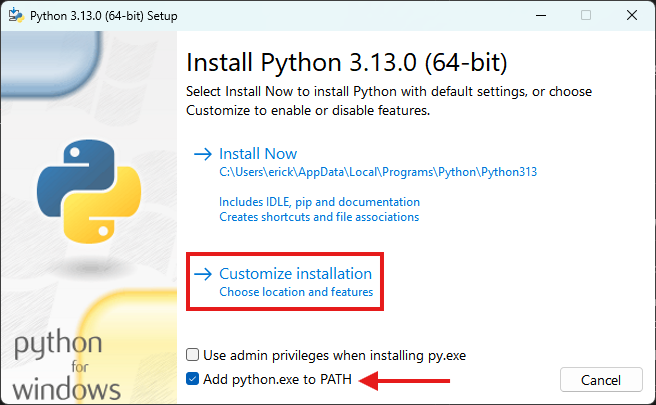 Python 3.13.0 (64-bit) Setup
Install Python 3.13.0 (64-bit)
Select Install Now to install Python with default settings, or choose
Customize to enable or disable features.
Install Now
C:\Users\erick\AppData\Local\Programs\Python\Python313
Includes IDLE, pip and documentation
Creates shortcuts and file associations
Customize installation
Choose location and features
Use admin privileges when installing py.exe
Add python.exe to PATH
Cancel
python
for
windows